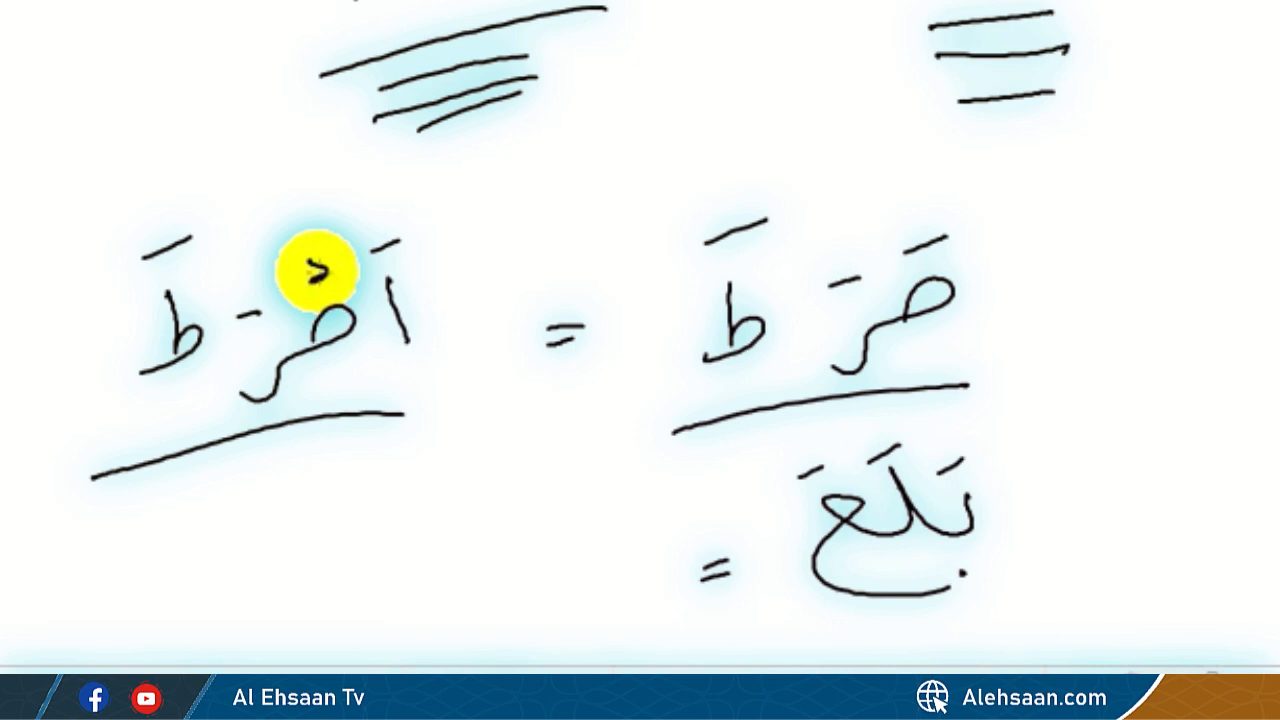 صَرَطَ = اَصْرَطَ
بَلَعَ =
Al Ehsaan Tv
Alehsaan.com